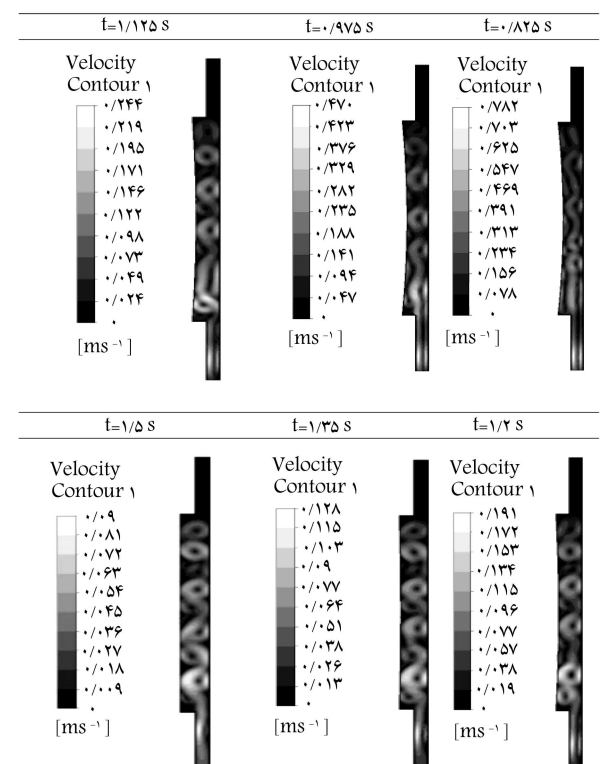 t=۱/۱۲۵ s
t=۰/۹۷۵ s
t=۰/۸۲۵ s
Velocity
Contour ۱
۰/۲۴۴
۰/۲۱۹
۰/۱۹۵
۰/۱۷۱
۰/۱۴۶
۰/۱۲۲
۰/۰۹۸
۰/۰۷۳
۰/۰۴۹
۰/۰۲۴
۰
[ms⁻¹]
Velocity
Contour ۱
۰/۴۷۰
۰/۴۲۳
۰/۳۷۶
۰/۳۲۹
۰/۲۸۲
۰/۲۳۵
۰/۱۸۸
۰/۱۴۱
۰/۰۹۴
۰/۰۴۷
۰
[ms⁻¹]
Velocity
Contour ۱
۰/۷۸۲
۰/۷۰۳
۰/۶۲۵
۰/۵۴۷
۰/۴۶۹
۰/۳۹۱
۰/۳۱۳
۰/۲۳۴
۰/۱۵۶
۰/۰۷۸
۰
[ms⁻¹]
t=۱/۵ s
t=۱/۳۵ s
t=۱/۲ s
Velocity
Contour ۱
۰/۰۹
۰/۰۸۱
۰/۰۷۲
۰/۰۶۳
۰/۰۵۴
۰/۰۴۵
۰/۰۳۶
۰/۰۲۷
۰/۰۱۸
۰/۰۰۹
۰
[ms⁻¹]
Velocity
Contour ۱
۰/۱۲۸
۰/۱۱۵
۰/۱۰۳
۰/۰۹
۰/۰۷۷
۰/۰۶۴
۰/۰۵۱
۰/۰۳۸
۰/۰۲۶
۰/۰۱۳
۰
[ms⁻¹]
Velocity
Contour ۱
۰/۱۹۱
۰/۱۷۲
۰/۱۵۳
۰/۱۳۴
۰/۱۱۵
۰/۰۹۶
۰/۰۷۷
۰/۰۵۷
۰/۰۳۸
۰/۰۱۹
۰
[ms⁻¹]